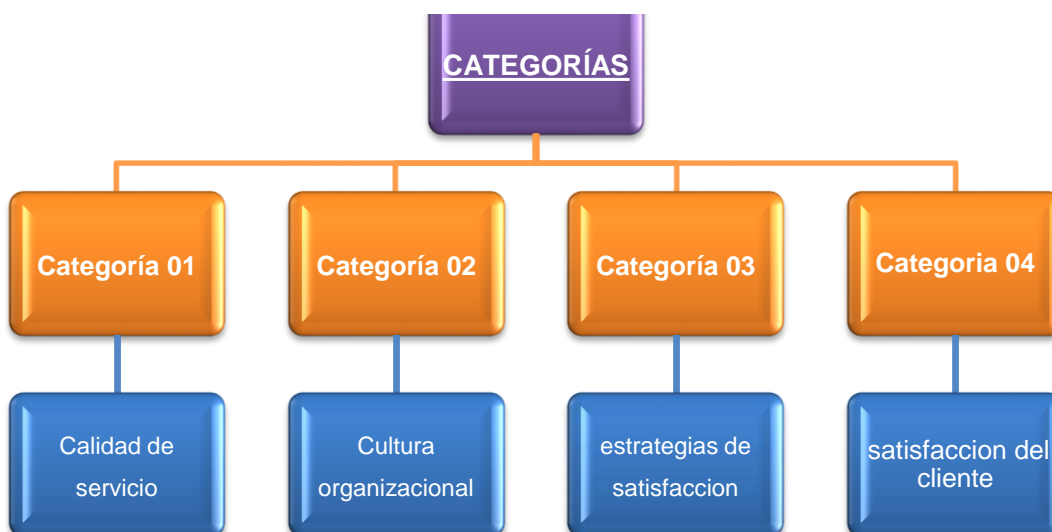 CATEGORÍAS
Categoría 01
Categoría 02
Categoría 03
Categoria 04
Calidad de
servicio
Cultura
organizacional
estrategias de
satisfaccion
satisfaccion del
cliente